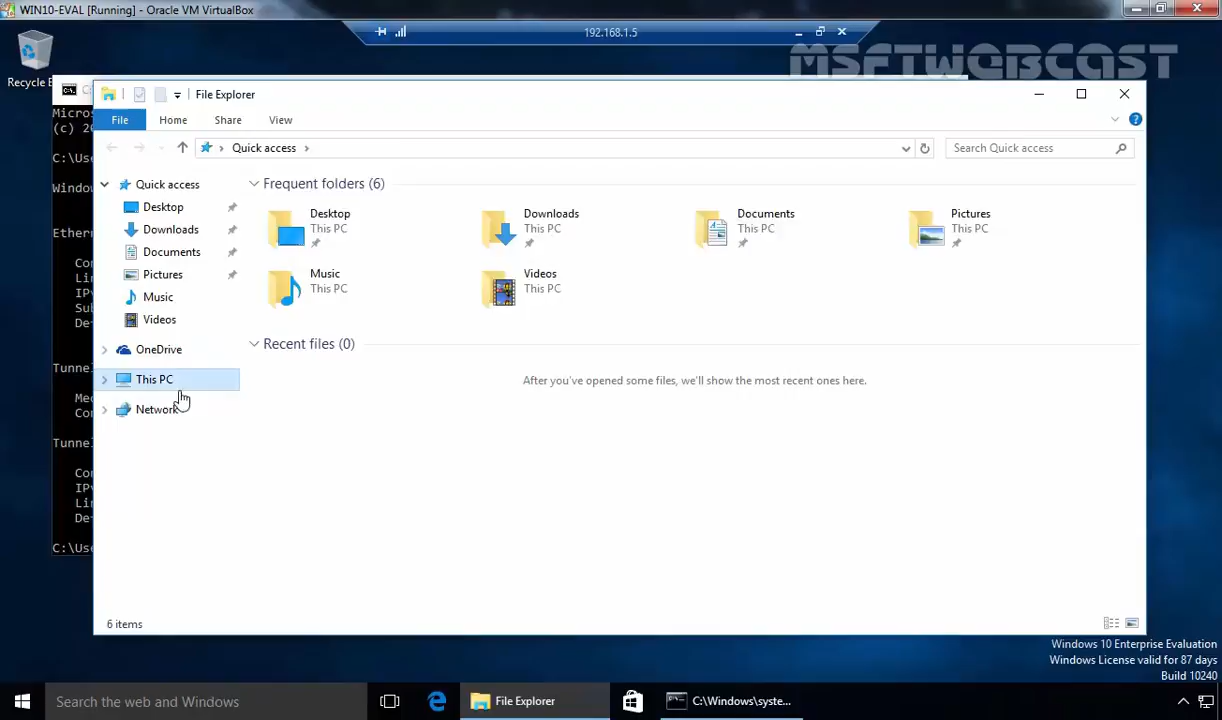 WIN10-EVAL [Running] - Oracle VM VirtualBox
192.168.1.5
MSFTWEBCAST
Recycle
Micros
(c) 20
C:\Use
Window
Ether
Con
Lin
IPv
Sub
De
Tunnel
Me
Con
Tunnel
Con
IPv
Lin
De
C:\Use
File Explorer
File
Home
Share
View
Quick access
Search Quick access
Quick access
Desktop
Downloads
Documents
Pictures
Music
Videos
OneDrive
This PC
Network
Frequent folders (6)
Desktop
This PC
Downloads
This PC
Documents
This PC
Pictures
This PC
Music
This PC
Videos
This PC
Recent files (0)
After you've opened some files, we'll show the most recent ones here.
6 items
Windows 10 Enterprise Evaluation
Windows License valid for 87 days
Build 10240
Search the web and Windows
File Explorer
C:\Windows\syste...